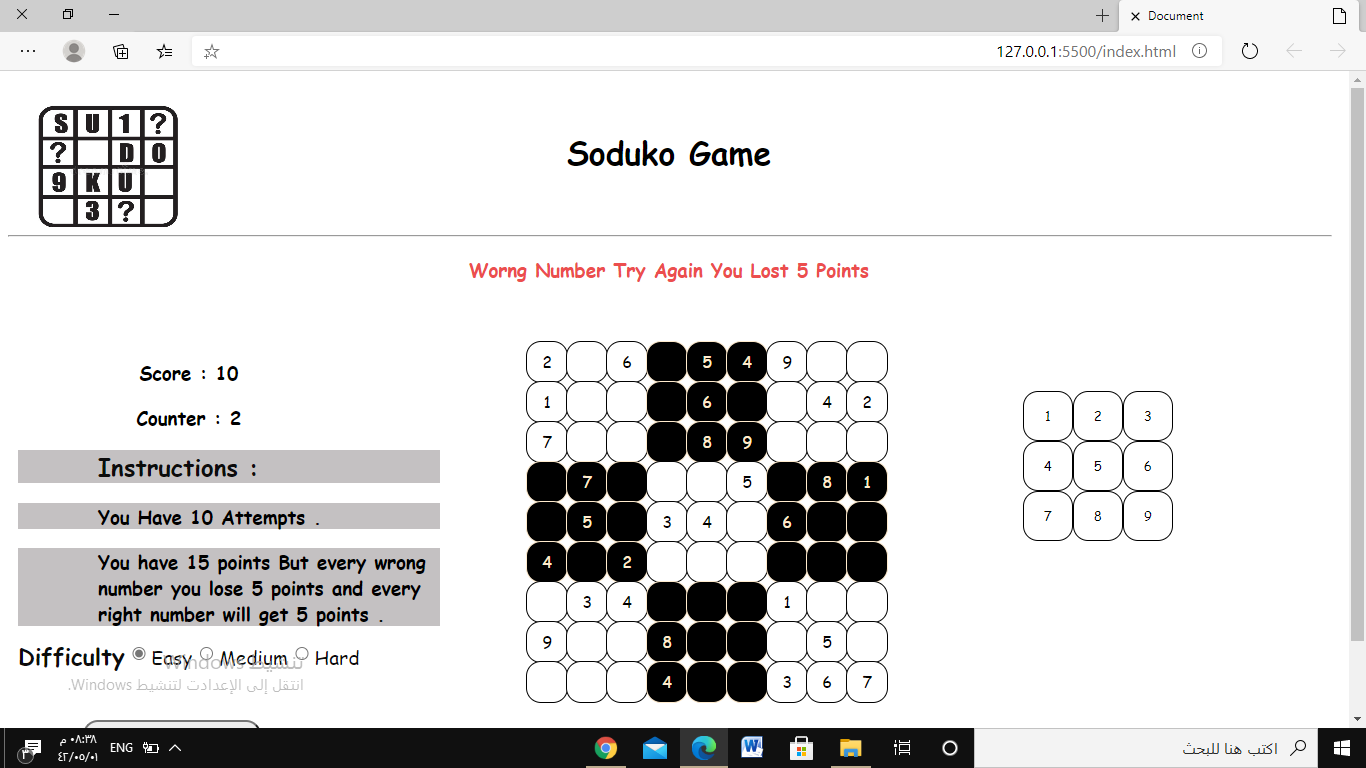 Document
127.0.0.1:5500/index.html
S U 1 ?
? D O
9 K U
3 ?
Soduko Game
Worng Number Try Again You Lost 5 Points
Score : 10
Counter : 2
Instructions :
You Have 10 Attempts .
You have 15 points But every wrong
number you lose 5 points and every
right number will get 5 points .
Difficulty Easy Medium Hard
تنشيط Windows
انتقل إلى الإعدادت لتنشيط Windows.
2 6 5 4 9
1 6 4 2
7 8 9
7 5 8 1
5 3 4 6
4 2
3 4 1
9 8 5
4 3 6 7
1 2 3
4 5 6
7 8 9
٣
٠٨:٣٨ م
٤٢/٠٥/٠١
ENG
اكتب هنا للبحث